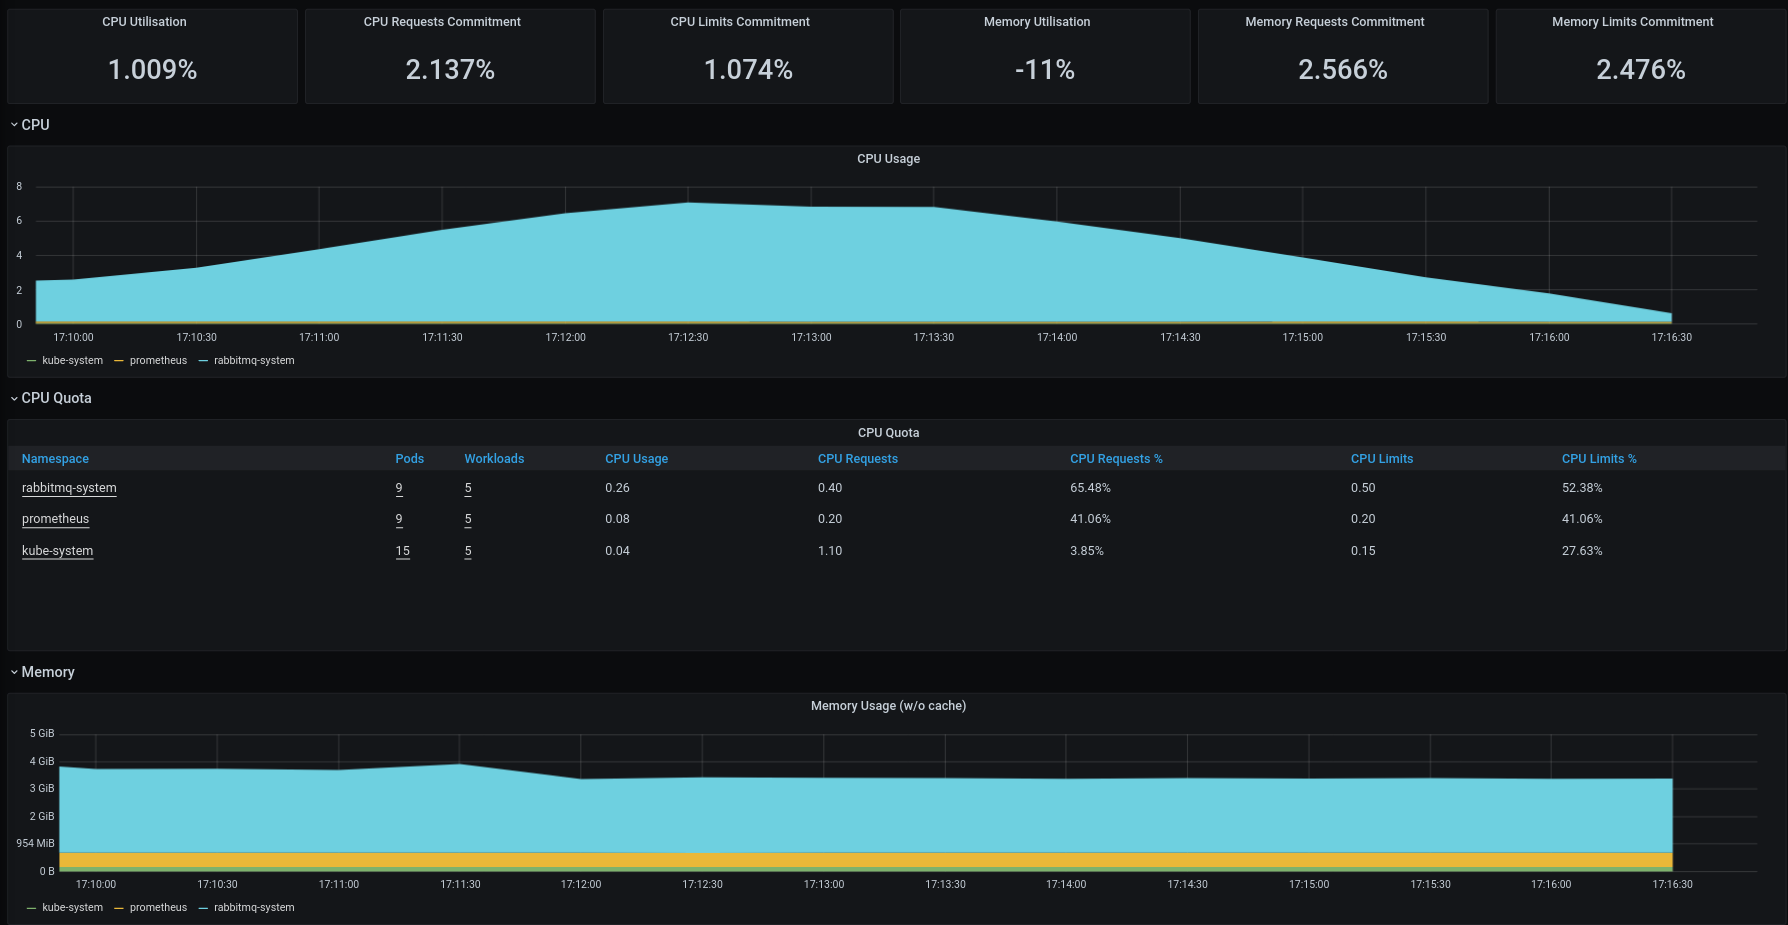 CPU Utilisation CPU Requests Commitment CPU Limits Commitment Memory Utilisation Memory Requests Commitment Memory Limits Commitment
1.009% 2.137% 1.074% -11% 2.566% 2.476%
CPU
CPU Usage
8
6
4
2
0
17:10:00 17:10:30 17:11:00 17:11:30 17:12:00 17:12:30 17:13:00 17:13:30 17:14:00 17:14:30 17:15:00 17:15:30 17:16:00 17:16:30
kube-system prometheus rabbitmq-system
CPU Quota
CPU Quota
Namespace Pods Workloads CPU Usage CPU Requests CPU Requests % CPU Limits CPU Limits %
rabbitmq-system 9 5 0.26 0.40 65.48% 0.50 52.38%
prometheus 9 5 0.08 0.20 41.06% 0.20 41.06%
kube-system 15 5 0.04 1.10 3.85% 0.15 27.63%
Memory
Memory Usage (w/o cache)
5 GiB
4 GiB
3 GiB
2 GiB
954 MiB
0 B
17:10:00 17:10:30 17:11:00 17:11:30 17:12:00 17:12:30 17:13:00 17:13:30 17:14:00 17:14:30 17:15:00 17:15:30 17:16:00 17:16:30
kube-system prometheus rabbitmq-system